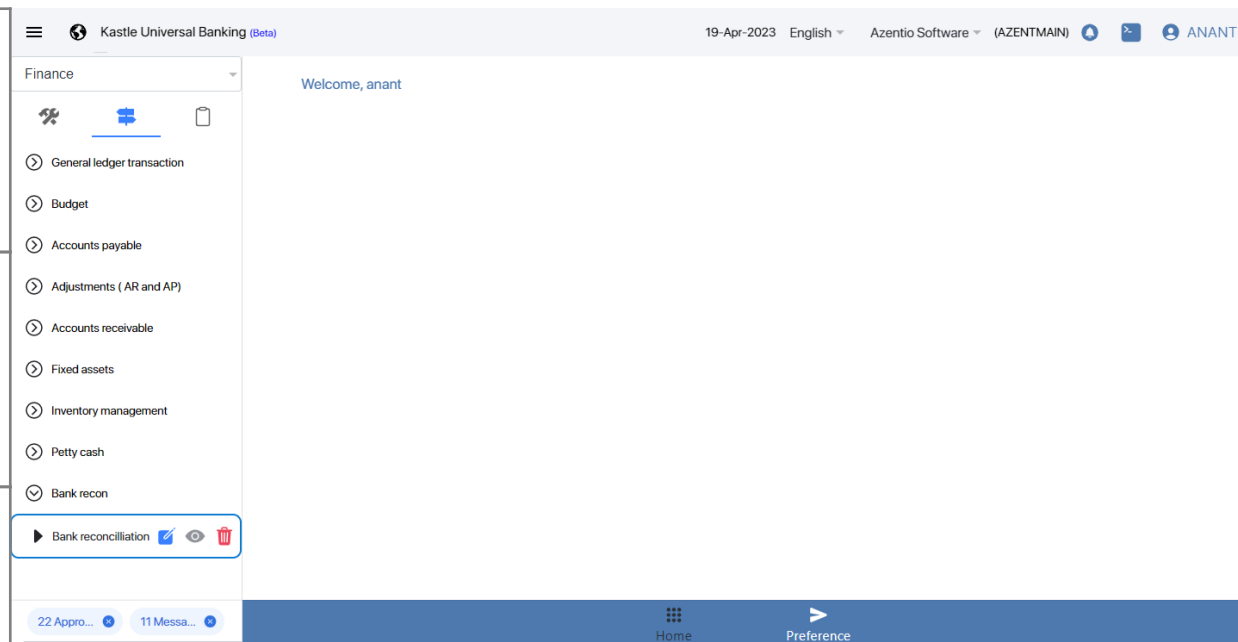 Kastle Universal Banking (Beta)
19-Apr-2023 English Azentio Software (AZENTMAIN) ANANT
Finance
Welcome, anant
General ledger transaction
Budget
Accounts payable
Adjustments ( AR and AP)
Accounts receivable
Fixed assets
Inventory management
Petty cash
Bank recon
Bank reconcilliation
22 Appro... 11 Messa...
Home Preference